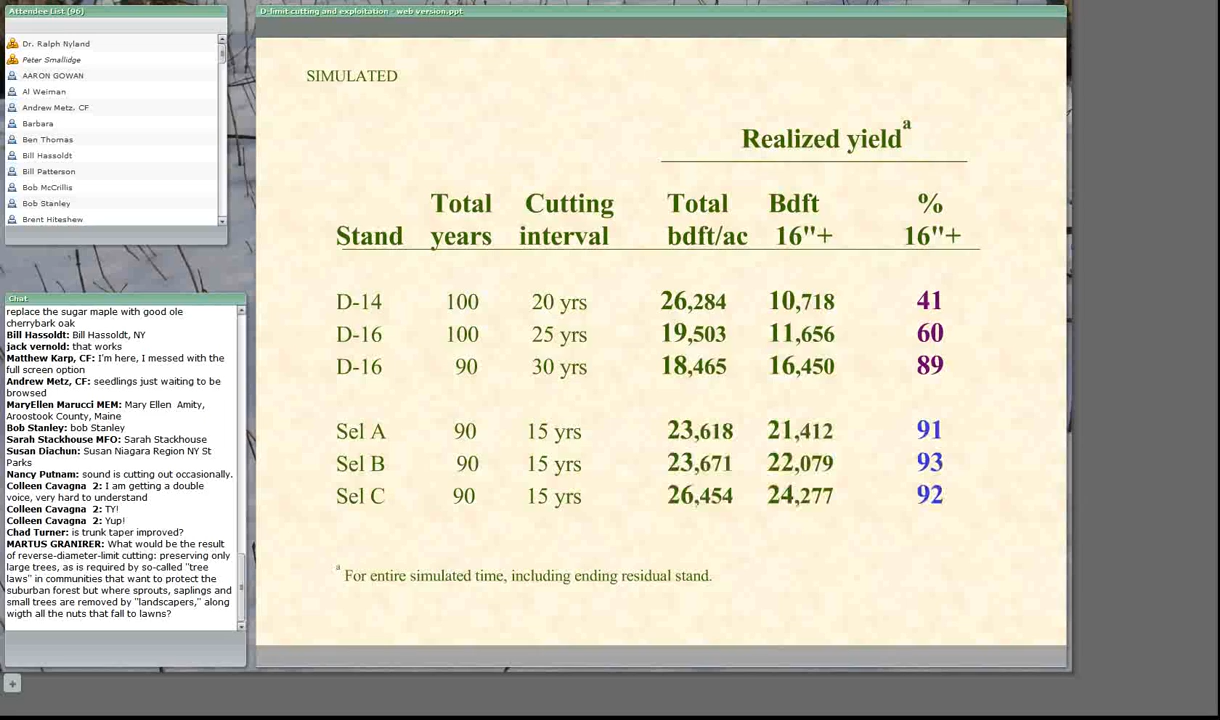 Attendee List (96)
Dr. Ralph Nyland
Peter Smallidge
AARON GOWAN
Al Weiman
Andrew Metz, CF
Barbara
Ben Thomas
Bill Hassoldt
Bill Patterson
Bob McCrillis
Bob Stanley
Brent Hiteshew
Chat
replace the sugar maple with good ole
cherrybark oak
Bill Hassoldt: Bill Hassoldt, NY
jack vernold: that works
Matthew Karp, CF: I'm here, I messed with the
full screen option
Andrew Metz, CF: seedlings just waiting to be
browsed
MaryEllen Marucci MEM: Mary Ellen Amity,
Aroostook County, Maine
Bob Stanley: bob Stanley
Sarah Stackhouse MFO: Sarah Stackhouse
Susan Diachun: Susan Niagara Region NY St
Parks
Nancy Putnam: sound is cutting out occasionally.
Colleen Cavagna 2: I am getting a double
voice, very hard to understand
Colleen Cavagna 2: TY!
Colleen Cavagna 2: Yup!
Chad Turner: is trunk taper improved?
MARTUS GRANIRER: What would be the result
of reverse-diameter-limit cutting: preserving only
large trees, as is required by so-called "tree
laws" in communities that want to protect the
suburban forest but where sprouts, saplings and
small trees are removed by "landscapers," along
wigth all the nuts that fall to lawns?
D-limit cutting and exploitation - web version.ppt
SIMULATED
Realized yield a
Total Cutting Total Bdft %
Stand years interval bdft/ac 16"+ 16"+
D-14 100 20 yrs 26,284 10,718 41
D-16 100 25 yrs 19,503 11,656 60
D-16 90 30 yrs 18,465 16,450 89
Sel A 90 15 yrs 23,618 21,412 91
Sel B 90 15 yrs 23,671 22,079 93
Sel C 90 15 yrs 26,454 24,277 92
a For entire simulated time, including ending residual stand.